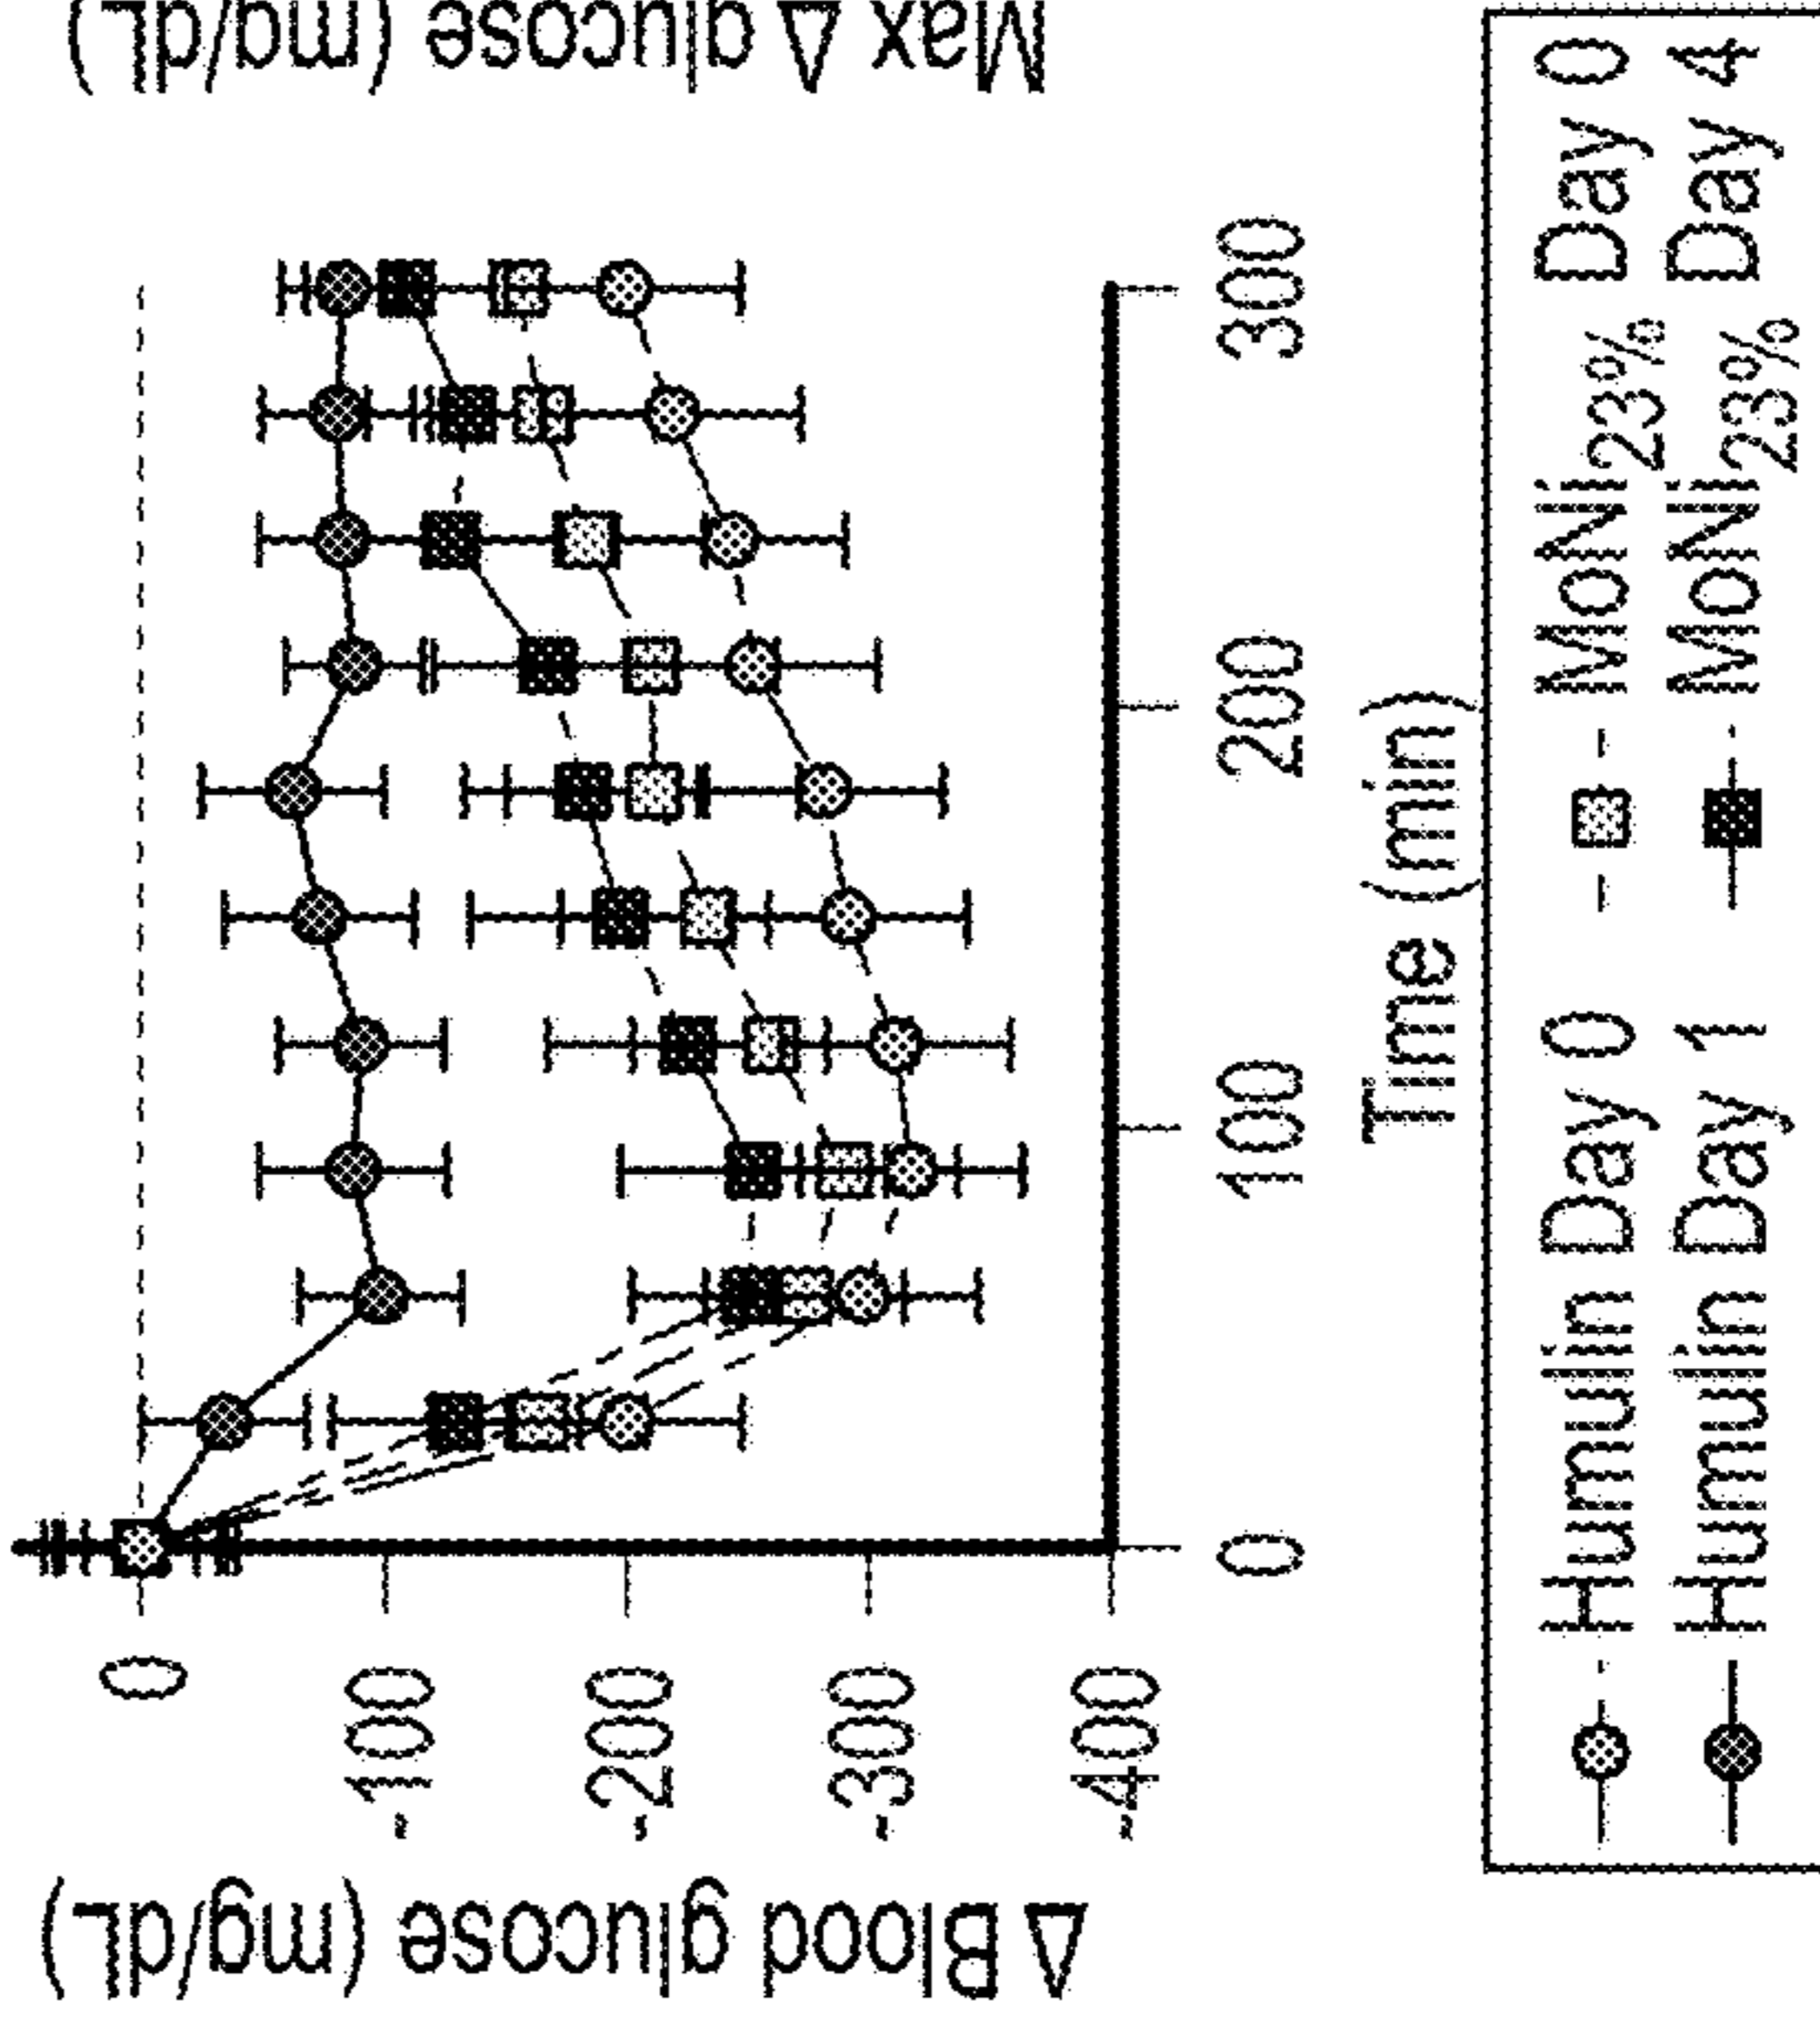 Δ Blood glucose (mg/dL)
0
-100
-200
-300
-400
0
100
200
300
Time (min)
Max Δ glucose (mg/dL)
Humulin Day 0
MoNi23% Day 0
Humulin Day 1
MoNi23% Day 4